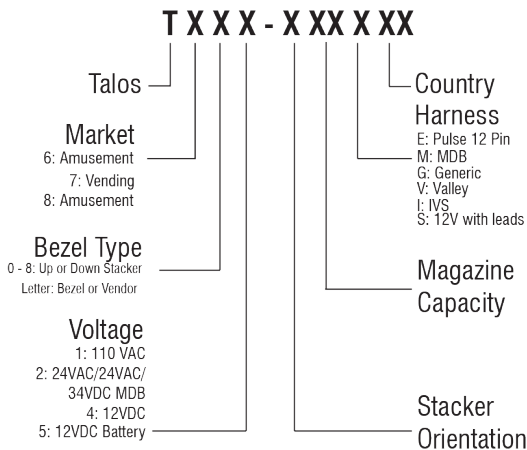 T X X X - X XX X XX
Talos
Market
6: Amusement
7: Vending
8: Amusement
Bezel Type
0 - 8: Up or Down Stacker
Letter: Bezel or Vendor
Voltage
1: 110 VAC
2: 24VAC/24VAC/
34VDC MDB
4: 12VDC
5: 12VDC Battery
Country
Harness
E: Pulse 12 Pin
M: MDB
G: Generic
V: Valley
I: IVS
S: 12V with leads
Magazine
Capacity
Stacker
Orientation